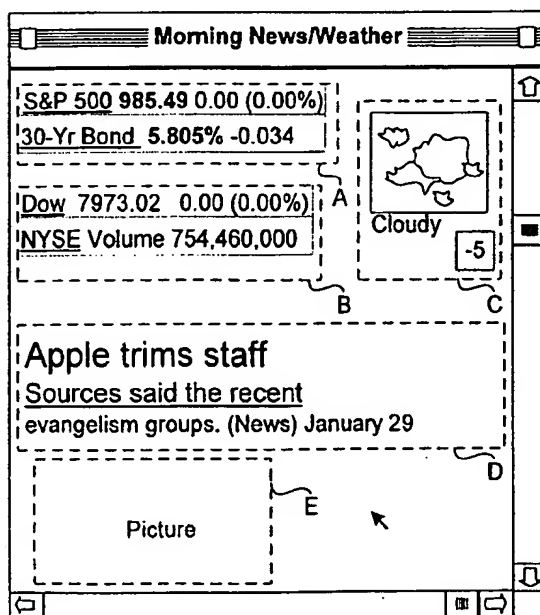 Morning News/Weather
S&P 500 985.49 0.00 (0.00%)
30-Yr Bond 5.805% -0.034
A
Dow 7973.02 0.00 (0.00%)
NYSE Volume 754,460,000
B
Cloudy
-5
C
Apple trims staff
Sources said the recent
evangelism groups. (News) January 29
D
Picture
E